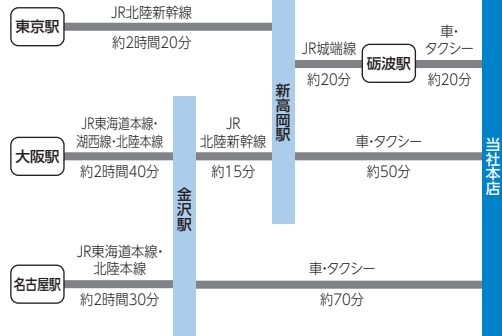 東京駅
JR北陸新幹線
約2時間20分
新高岡駅
JR城端線
約20分
砺波駅
車・
タクシー
約20分
大阪駅
JR東海道本線・
湖西線・北陸本線
約2時間40分
金沢駅
JR
北陸新幹線
約15分
車・タクシー
約50分
当社本店
名古屋駅
JR東海道本線・
北陸本線
約2時間30分
車・タクシー
約70分